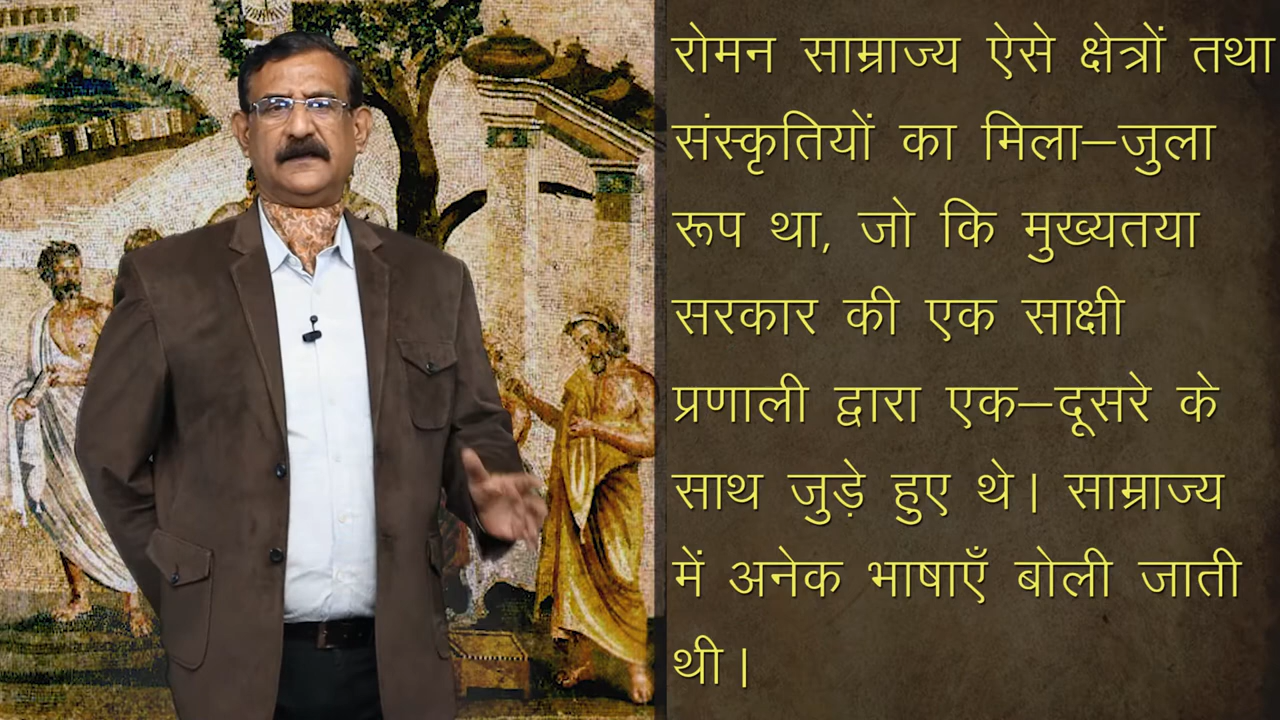 रोमन साम्राज्य ऐसे क्षेत्रों तथा
संस्कृतियों का मिला–जुला
रूप था, जो कि मुख्यतया
सरकार की एक साक्षी
प्रणाली द्वारा एक–दूसरे के
साथ जुड़े हुए थे। साम्राज्य
में अनेक भाषाएँ बोली जाती
थी।